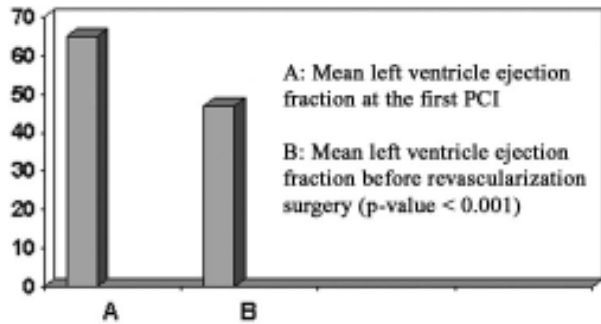 70
60
50
40
30
20
10
0
A
B
A: Mean left ventricle ejection
fraction at the first PCI
B: Mean left ventricle ejection
fraction before revascularization
surgery (p-value < 0.001)